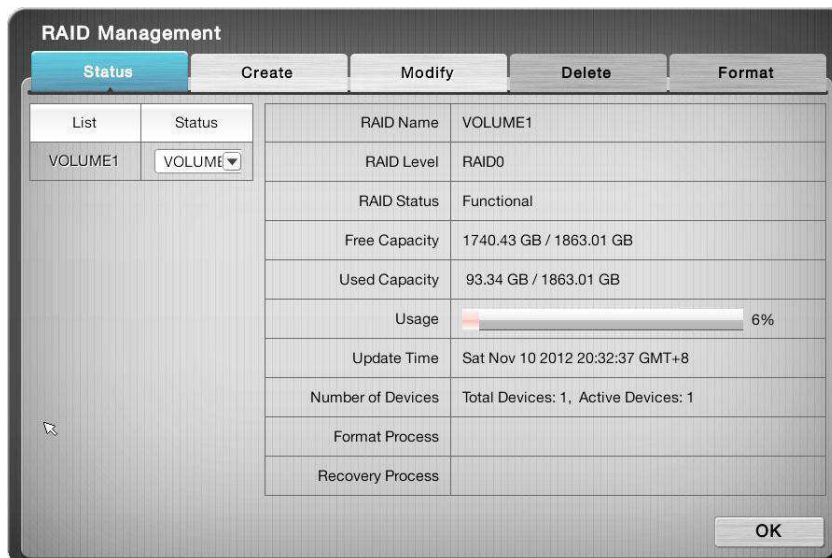 RAID Management
Status Create Modify Delete Format
List Status
VOLUME1 VOLUME
RAID Name VOLUME1
RAID Level RAID0
RAID Status Functional
Free Capacity 1740.43 GB / 1863.01 GB
Used Capacity 93.34 GB / 1863.01 GB
Usage 6%
Update Time Sat Nov 10 2012 20:32:37 GMT+8
Number of Devices Total Devices: 1, Active Devices: 1
Format Process
Recovery Process
OK